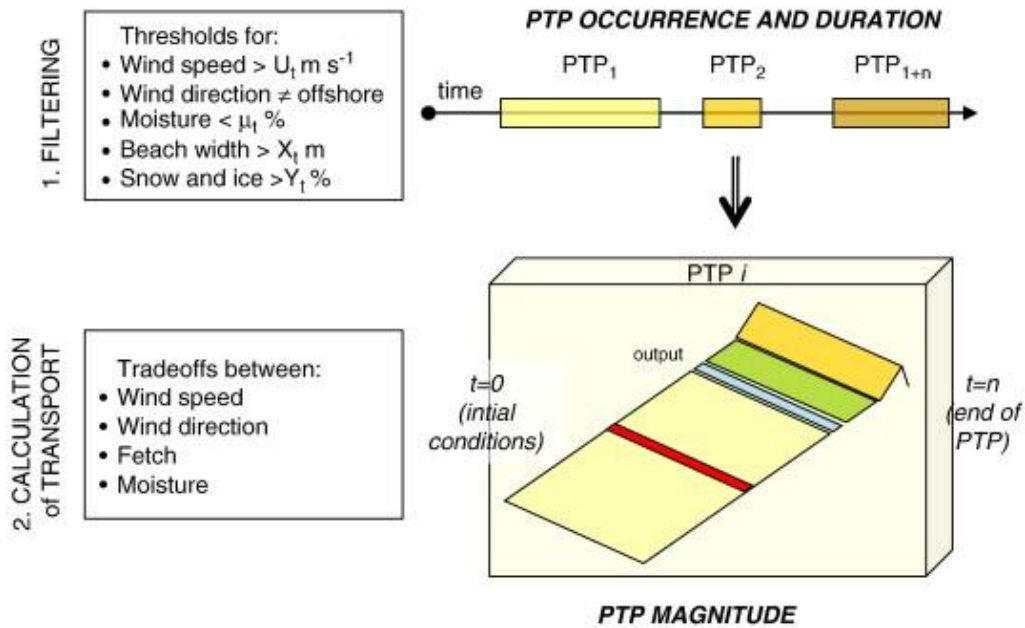 1. FILTERING
Thresholds for:
• Wind speed > Uₜ m s⁻¹
• Wind direction ≠ offshore
• Moisture < μₜ %
• Beach width > Xₜ m
• Snow and ice >Yₜ %
PTP OCCURRENCE AND DURATION
time
PTP₁
PTP₂
PTP₁₊ₙ
2. CALCULATION
of TRANSPORT
Tradeoffs between:
• Wind speed
• Wind direction
• Fetch
• Moisture
PTP i
output
t=0
(intial
conditions)
t=n
(end of
PTP)
PTP MAGNITUDE